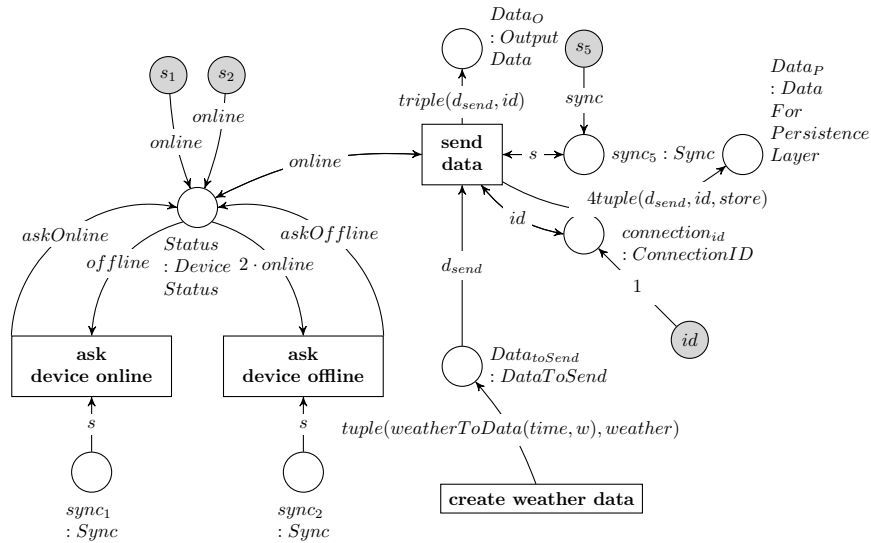 Data_O
: Output
Data
s_1
s_2
s_5
Data_P
: Data
For
Persistence
Layer
triple(d_send, id)
sync
online
online
online
send
data
s
sync_5 : Sync
4tuple(d_send, id, store)
id
connection_id
: ConnectionID
askOnline
askOffline
Status
: Device
Status
offline
2 · online
d_send
1
id
ask
device online
ask
device offline
Data_toSend
: DataToSend
s
s
tuple(weatherToData(time, w), weather)
create weather data
sync_1
: Sync
sync_2
: Sync